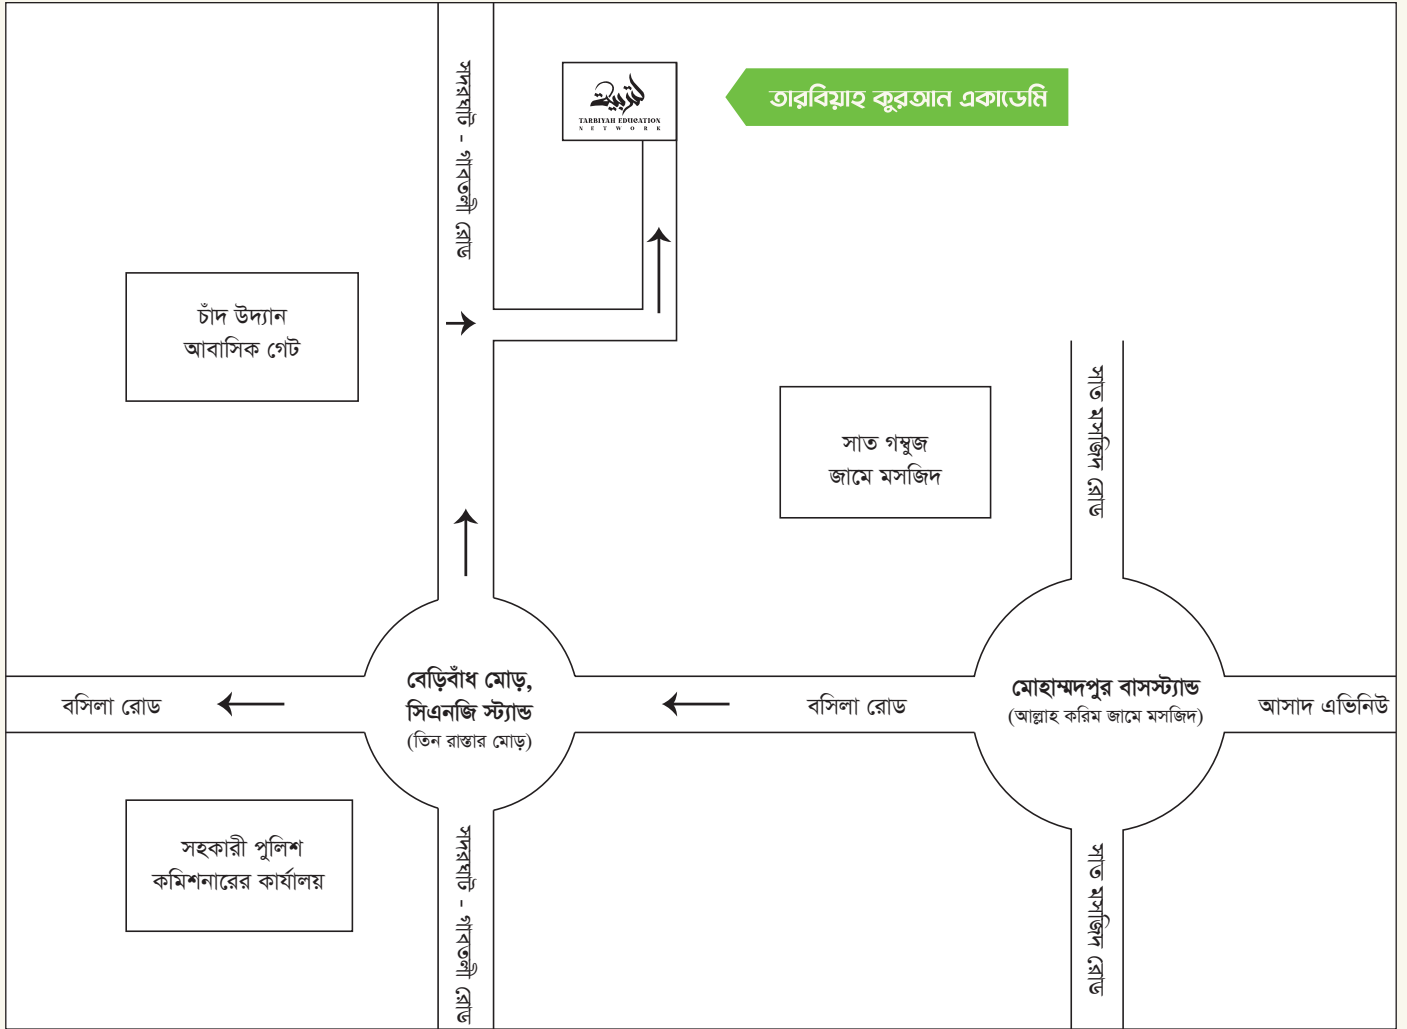 সদরঘাট - গাবতলী রোড
لتربية
TARBIYAH EDUCATION
NETWORK
তারবিয়াহ কুরআন একাডেমি
চাঁদ উদ্যান
আবাসিক গেট
সাত গম্বুজ
জামে মসজিদ
সাত মসজিদ রোড
বসিলা রোড
বেড়িবাঁধ মোড়,
সিএনজি স্ট্যান্ড
(তিন রাস্তার মোড়)
বসিলা রোড
মোহাম্মদপুর বাসস্ট্যান্ড
(আল্লাহ করিম জামে মসজিদ)
আসাদ এভিনিউ
সহকারী পুলিশ
কমিশনারের কার্যালয়
সদরঘাট - গাবতলী রোড
সাত মসজিদ রোড